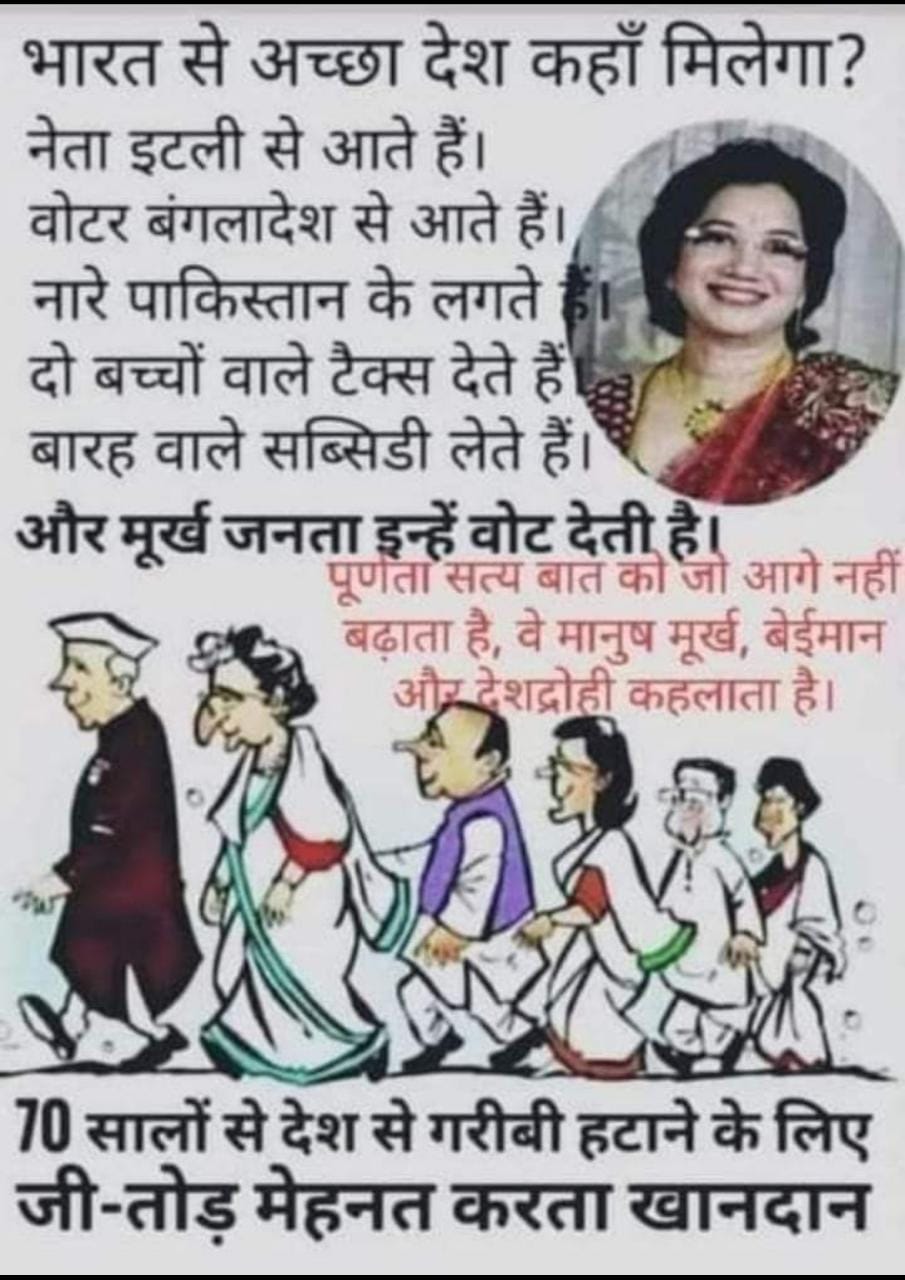 भारत से अच्छा देश कहाँ मिलेगा?
नेता इटली से आते हैं।
वोटर बंगलादेश से आते हैं।
नारे पाकिस्तान के लगते हैं।
दो बच्चों वाले टैक्स देते हैं।
बारह वाले सब्सिडी लेते हैं।
और मूर्ख जनता इन्हें वोट देती है।
पूर्णता सत्य बात को जो आगे नहीं
बढ़ाता है, वे मानुष मूर्ख, बेईमान
और देशद्रोही कहलाता है।
70 सालों से देश से गरीबी हटाने के लिए
जी-तोड़ मेहनत करता खानदान